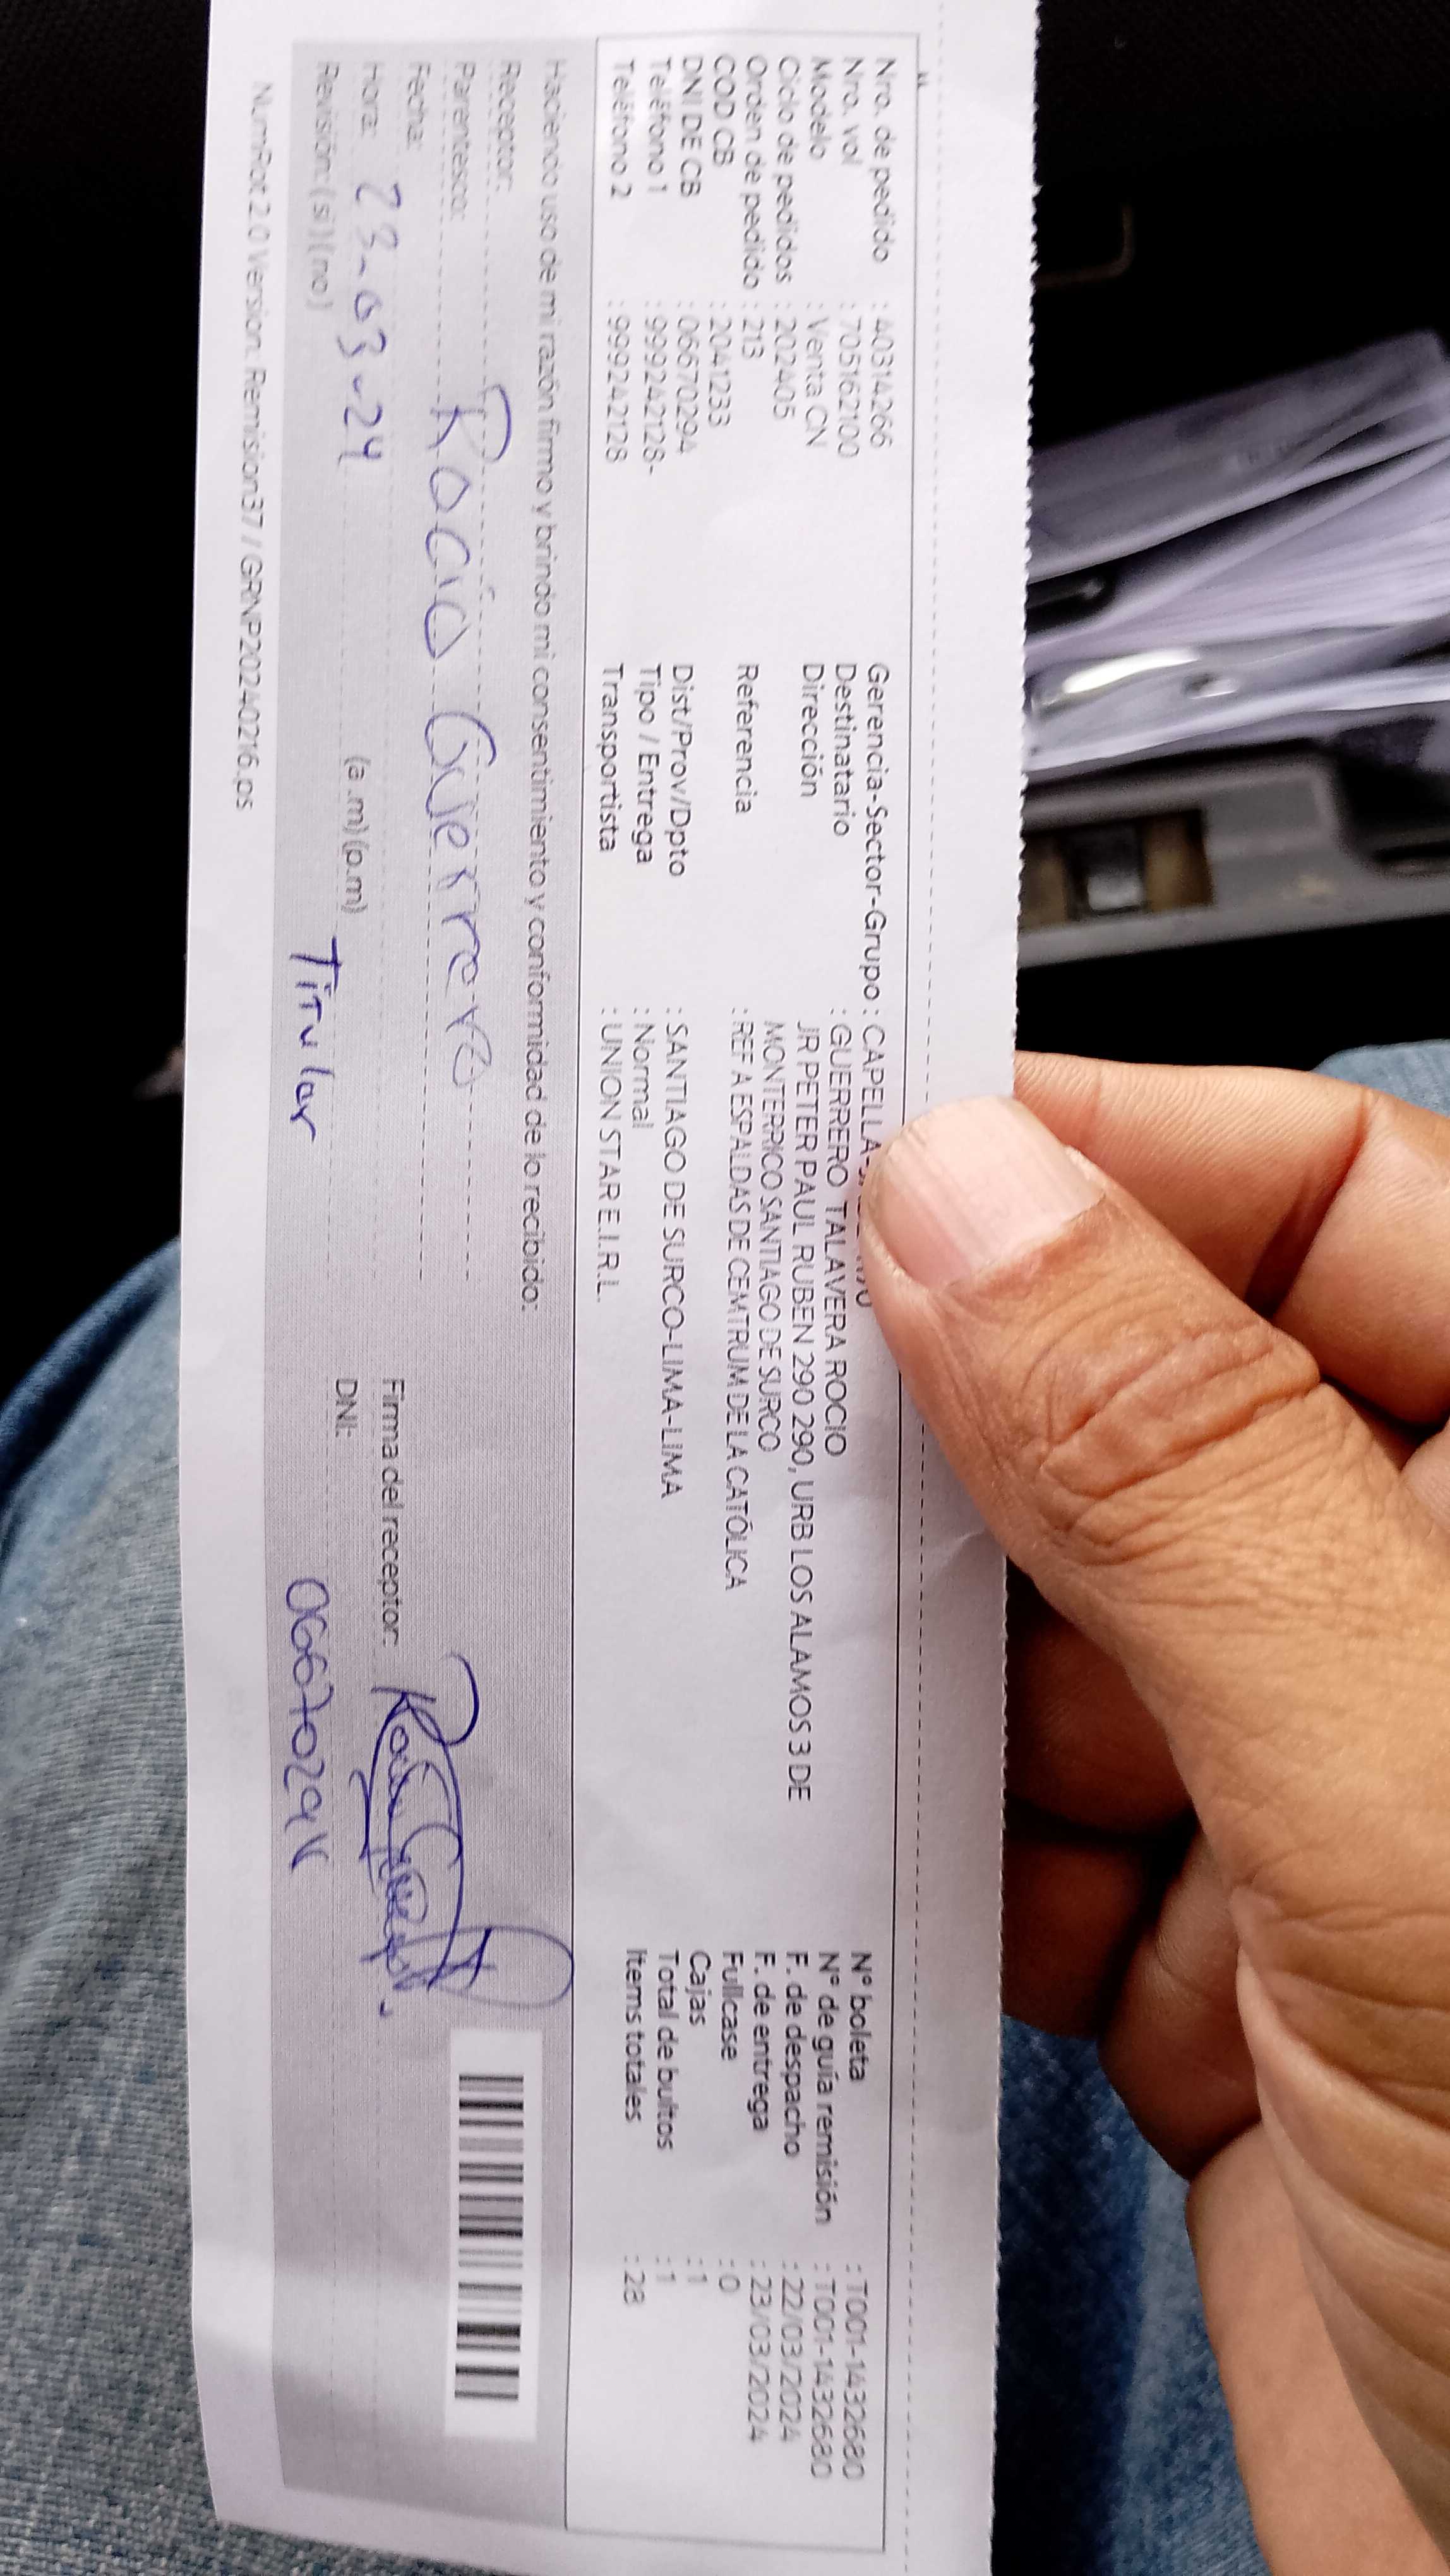 Nro. de pedido : 40314266
Nro. vol : 705162100
Modelo : Venta CN
Ciclo de pedidos : 202405
Orden de pedido : 213
COD CB : 2041233
DNI DE CB : 06670294
Teléfono 1 : 999242128-
Teléfono 2 : 999242128
Gerencia-Sector-Grupo : CAPELLA-
Destinatario : GUERRERO TALAVERA ROCIO
Dirección JR PETER PAUL RUBEN 290 290, URB LOS ALAMOS 3 DE
MONTERRICO SANTIAGO DE SURCO
Referencia : REF A ESPALDAS DE CEMTRUM DE LA CATÓLICA
Dist/Prov/Dpto : SANTIAGO DE SURCO-LIMA-LIMA
Tipo / Entrega : Normal
Transportista : UNION STAR E.I.R.L.
N° boleta : T001-1432680
N° de guía remisión : T001-1432680
F. de despacho : 22/03/2024
F. de entrega : 23/03/2024
Fullcase : 0
Cajas : 1
Total de bultos : 1
Items totales : 28
Haciendo uso de mi razón firmo y brindo mi consentimiento y conformidad de lo recibido:
Receptor:
Parentesco: Rocío Guerrero
Fecha:
Hora: 23-03-24 (a.m) (p.m)
Revisión: (si) (no) Titular
Firma del receptor:
DNI: 06670294
NumRot 2.0 Version: Remision37 / GRNP20240216.ps